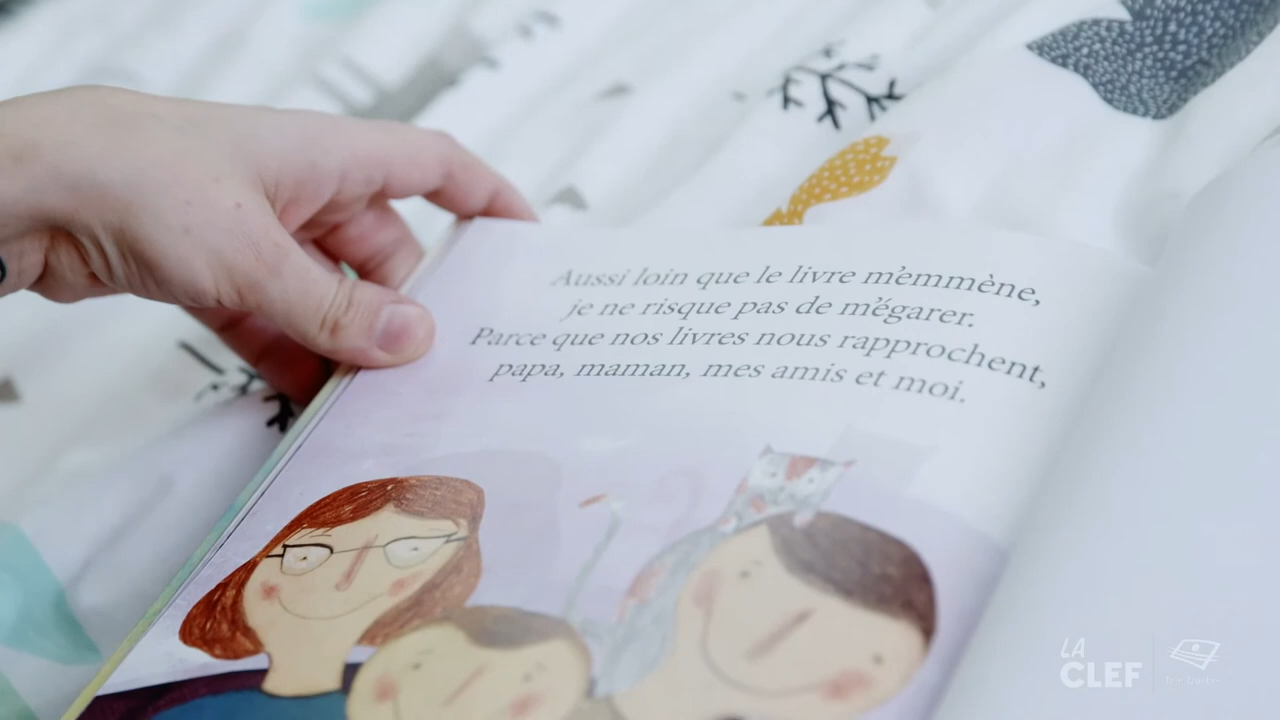 Aussi loin que le livre m'emmène,
je ne risque pas de m'égarer.
Parce que nos livres nous rapprochent,
papa, maman, mes amis et moi.
LA
CLEF